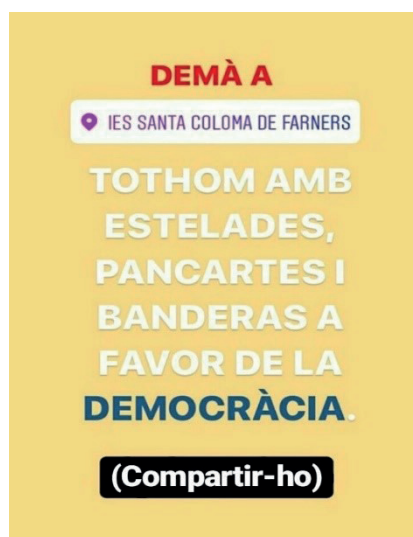 DEMÀ A
IES SANTA COLOMA DE FARNERS
TOTHOM AMB
ESTELADES,
PANCARTES I
BANDERAS A
FAVOR DE LA
DEMOCRÀCIA.
(Compartir-ho)